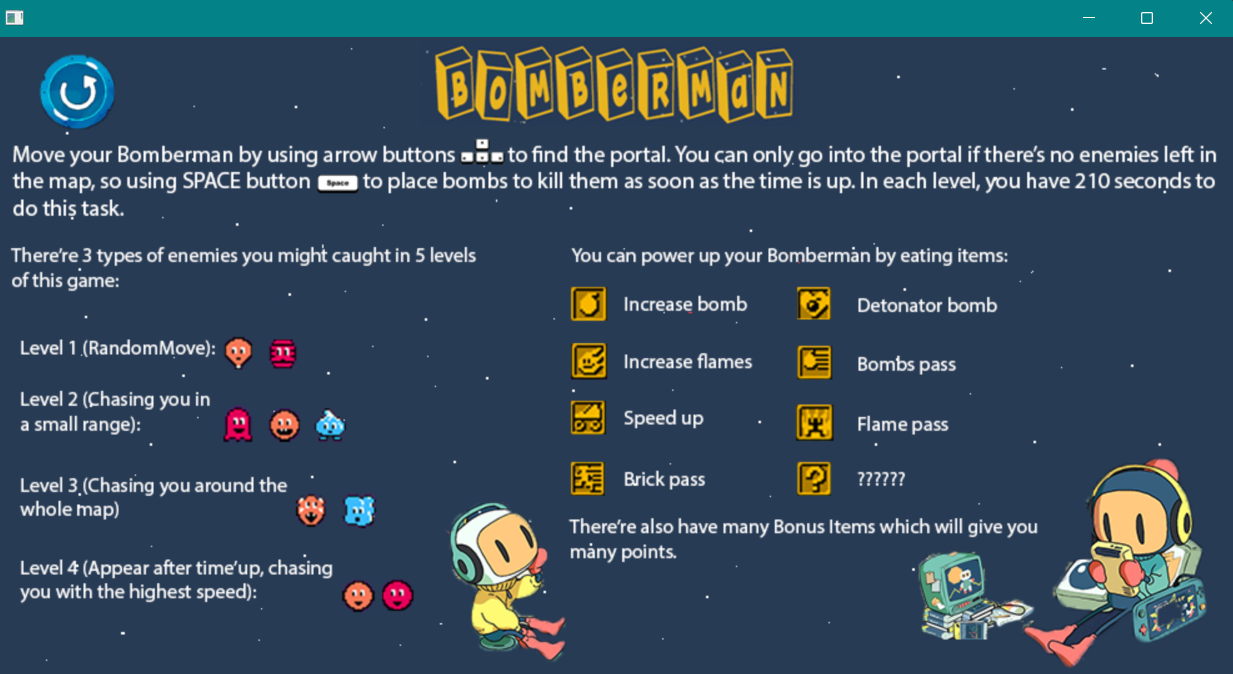 BOMBERMaN
Move your Bomberman by using arrow buttons to find the portal. You can only go into the portal if there's no enemies left in
the map, so using SPACE button Space to place bombs to kill them as soon as the time is up. In each level, you have 210 seconds to
do this task.
There're 3 types of enemies you might caught in 5 levels
of this game:
Level 1 (RandomMove):
Level 2 (Chasing you in
a small range):
Level 3 (Chasing you around the
whole map)
Level 4 (Appear after time'up, chasing
you with the highest speed):
You can power up your Bomberman by eating items:
Increase bomb
Detonator bomb
Increase flames
Bombs pass
Speed up
Flame pass
Brick pass
??????
There're also have many Bonus Items which will give you
many points.